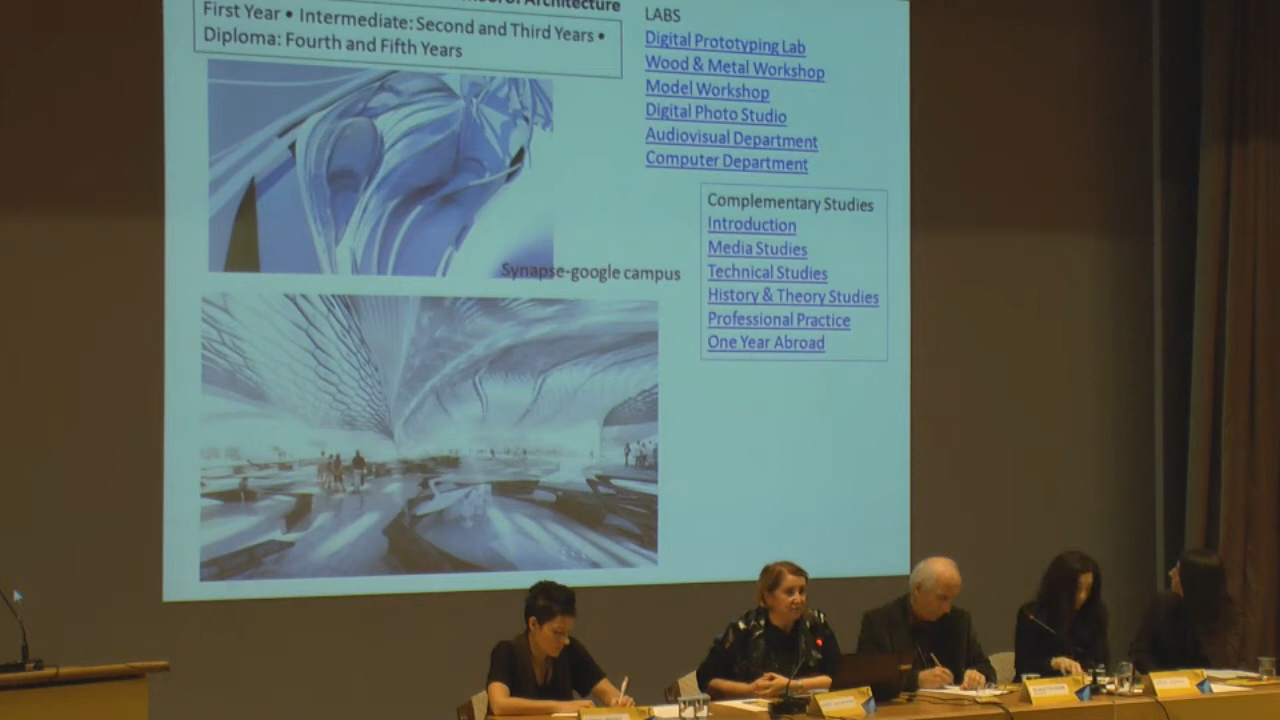 Architecture
First Year • Intermediate: Second and Third Years •
Diploma: Fourth and Fifth Years
Synapse-google campus
LABS
Digital Prototyping Lab
Wood & Metal Workshop
Model Workshop
Digital Photo Studio
Audiovisual Department
Computer Department
Complementary Studies
Introduction
Media Studies
Technical Studies
History & Theory Studies
Professional Practice
One Year Abroad